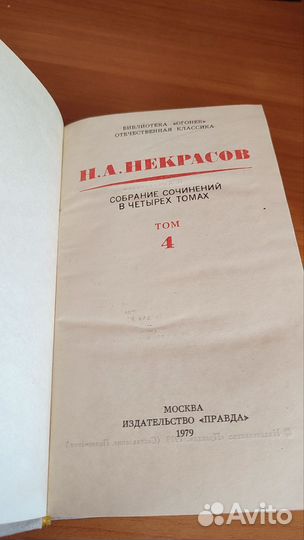 БИБЛИОТЕКА «ОГОНЕК»
ОТЕЧЕСТВЕННАЯ КЛАССИКА
Н.А.НЕКРАСОВ
СОБРАНИЕ СОЧИНЕНИЙ
В ЧЕТЫРЕХ ТОМАХ
ТОМ
4
МОСКВА
ИЗДАТЕЛЬСТВО «ПРАВДА»
1979
Avito